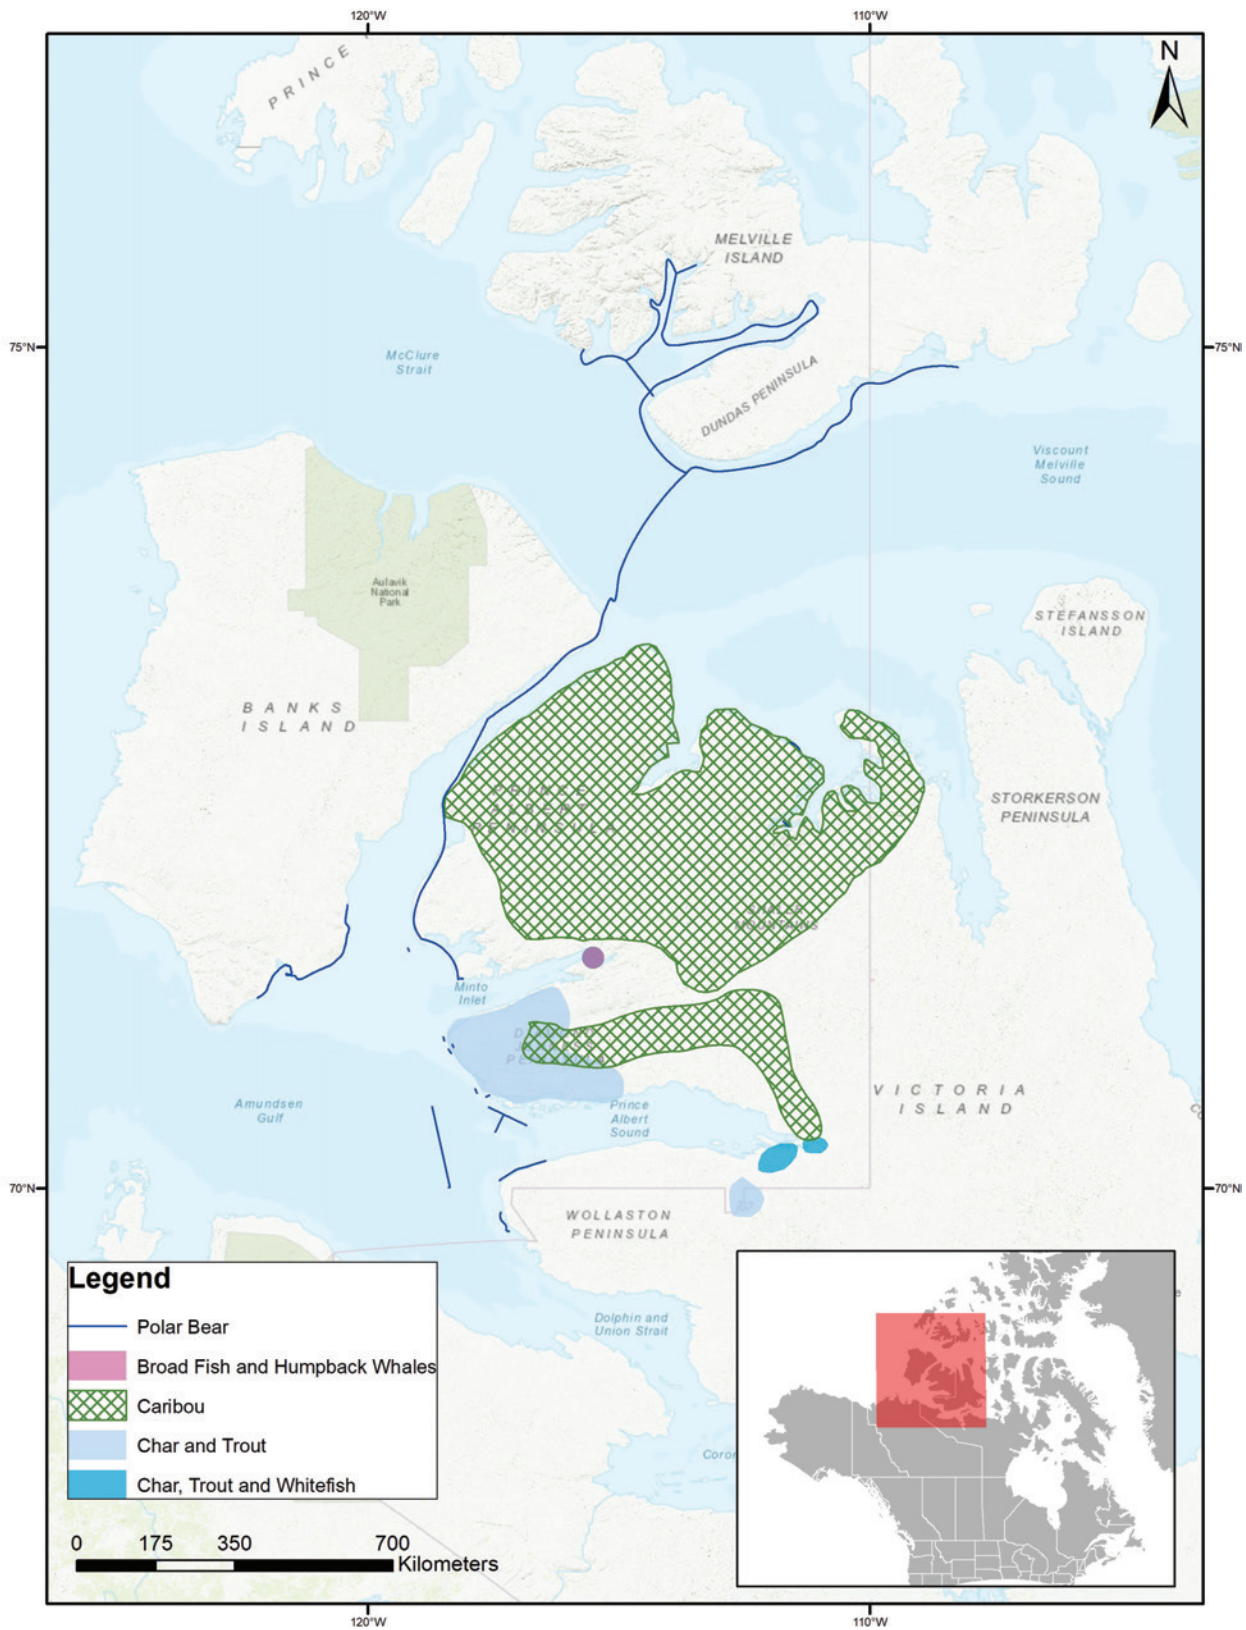 120°W
110°W
N
PRINCE
MELVILLE
ISLAND
75°N
75°N
McClure
Strait
DUNDAS PENINSULA
Viscount
Melville
Sound
Aulavik
National
Park
STEFANSSON
ISLAND
BANKS
ISLAND
PRINCE
ALBERT
PENINSULA
STORKERSON
PENINSULA
SHALER
MOUNTAINS
Minto
Inlet
VICTORIA
ISLAND
Amundsen
Gulf
Prince
Albert
Sound
70°N
70°N
WOLLASTON
PENINSULA
Legend
Polar Bear
Broad Fish and Humpback Whales
Caribou
Char and Trout
Char, Trout and Whitefish
Dolphin and
Union Strait
0 175 350 700
Kilometers
120°W
110°W